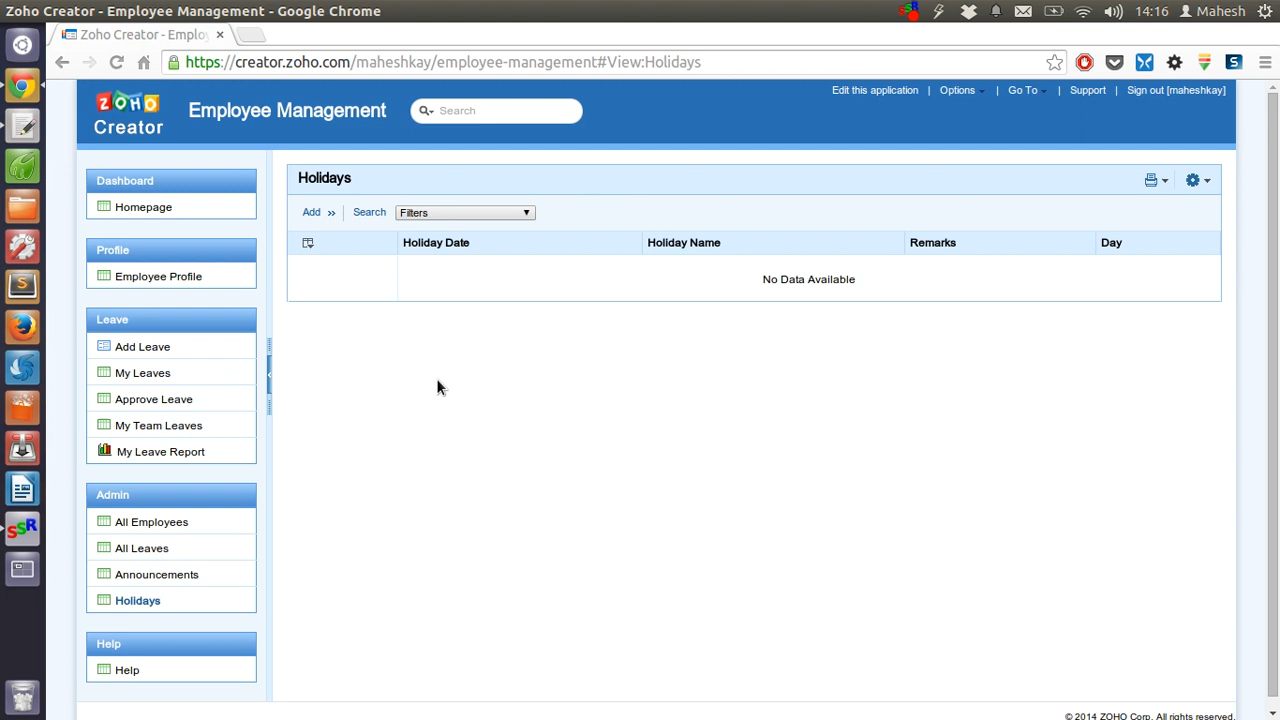 Zoho Creator - Employee Management - Google Chrome
14:16 Mahesh
Zoho Creator - Emplo
https://creator.zoho.com/maheshkay/employee-management#View:Holidays
ZOHO
Creator
Employee Management
Search
Edit this application | Options | Go To | Support | Sign out [maheshkay]
Dashboard
Homepage
Profile
Employee Profile
Leave
Add Leave
My Leaves
Approve Leave
My Team Leaves
My Leave Report
Admin
All Employees
All Leaves
Announcements
Holidays
Help
Help
Holidays
Add » | Search Filters
Holiday Date Holiday Name Remarks Day
No Data Available
SSR
© 2014 ZOHO Corp. All rights reserved.